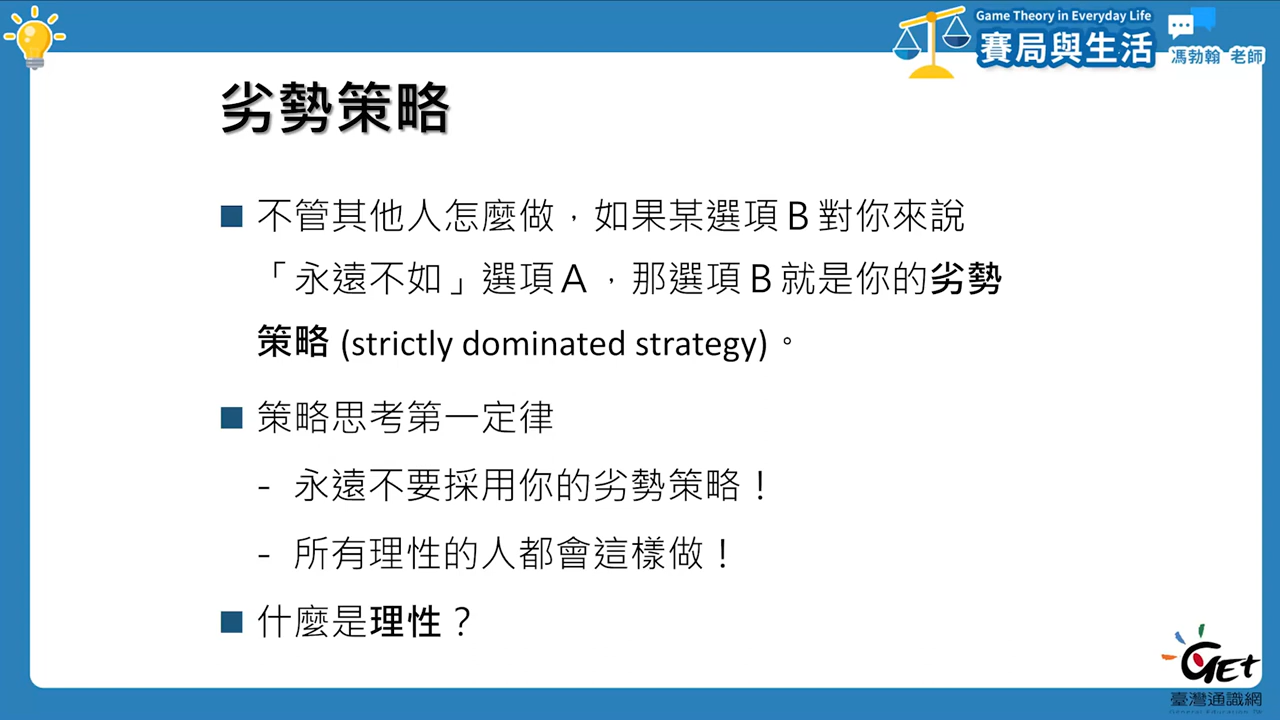 Game Theory in Everyday Life
賽局與生活
馮勃翰 老師
劣勢策略
不管其他人怎麼做，如果某選項 B 對你來說
「永遠不如」選項 A ，那選項 B 就是你的劣勢
策略 (strictly dominated strategy)。
策略思考第一定律
- 永遠不要採用你的劣勢策略！
- 所有理性的人都會這樣做！
什麼是理性？
GET
臺灣通識網